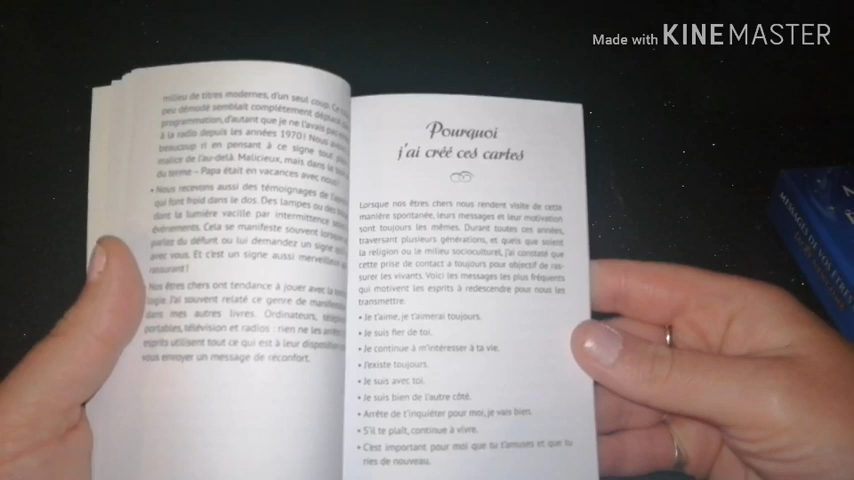 Made with KINEMASTER
milieu de titres modernes, d'un seul coup. Ce
peu démodé semblait complètement déplacé
programmation, d'autant que je ne l'avais pas
à la radio depuis les années 1970! Nous
beaucoup ri en pensant à ce signe tout
malice de l'au-delà. Malicieux, mais dans le
du terme – Papa était en vacances avec nous!
• Nous recevons aussi des témoignages de
qui font froid dans le dos. Des lampes ou des
dont la lumière vacille par intermittence
événements. Cela se manifeste souvent lorsque
parlez du défunt ou lui demandez un signe
avec vous. Et c'est un signe aussi merveilleux
rassurant!
Nos êtres chers ont tendance à jouer avec la
logie. J'ai souvent relaté ce genre de
dans mes autres livres. Ordinateurs,
portables, télévision et radios : rien ne les
esprits utilisent tout ce qui est à leur disposition
vous envoyer un message de réconfort.
Pourquoi
j'ai créé ces cartes
Lorsque nos êtres chers nous rendent visite de cette
manière spontanée, leurs messages et leur motivation
sont toujours les mêmes. Durant toutes ces années,
traversant plusieurs générations, et quels que soient
la religion ou le milieu socioculturel, j'ai constaté que
cette prise de contact a toujours pour objectif de ras-
surer les vivants. Voici les messages les plus fréquents
qui motivent les esprits à redescendre pour nous les
transmettre.
• Je t'aime, je t'aimerai toujours.
• Je suis fier de toi.
• Je continue à m'intéresser à ta vie.
• J'existe toujours.
• Je suis avec toi.
• Je suis bien de l'autre côté.
• Arrête de t'inquiéter pour moi, je vais bien.
• S'il te plaît, continue à vivre.
• C'est important pour moi que tu t'amuses et que tu
ries de nouveau.
MESSAGES DE VOS ÊTRES